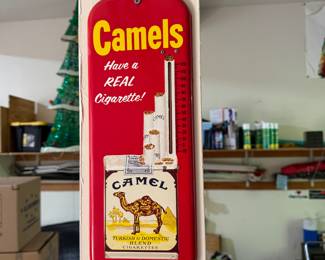 Camels
Have a
REAL
Cigarette!
CAMEL
TURKISH & DOMESTIC
BLEND
CIGARETTES